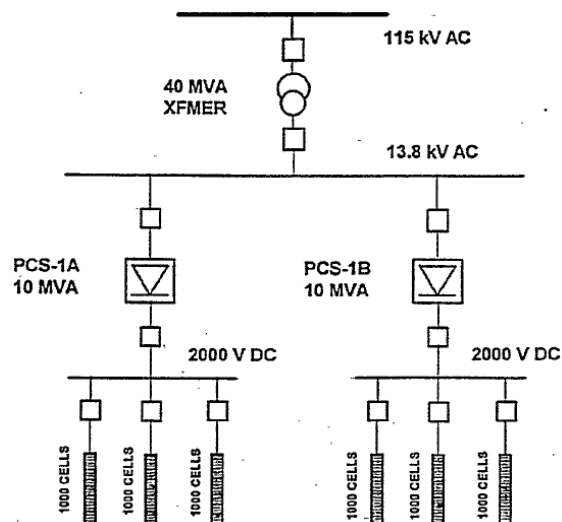 115 kV AC
40 MVA
XFMER
13.8 kV AC
PCS-1A
10 MVA
PCS-1B
10 MVA
2000 V DC
2000 V DC
1000 CELLS
1000 CELLS
1000 CELLS
1000 CELLS
1000 CELLS
1000 CELLS